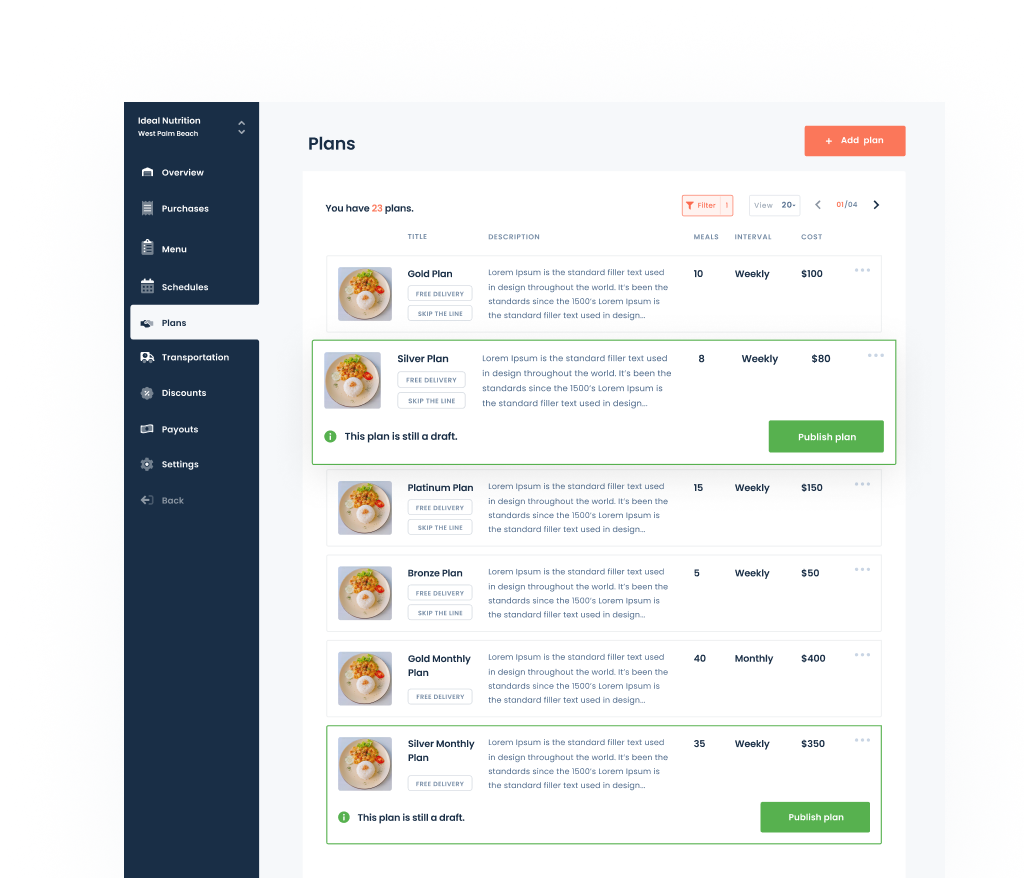 Ideal Nutrition
West Palm Beach
Overview
Purchases
Menu
Schedules
Plans
Transportation
Discounts
Payouts
Settings
Back
Plans
+ Add plan
You have 23 plans.
Filter 1
View 20
01/04
TITLE DESCRIPTION MEALS INTERVAL COST
Gold Plan
FREE DELIVERY
SKIP THE LINE
Lorem Ipsum is the standard filler text used
in design throughout the world. It's been the
standards since the 1500's Lorem Ipsum is
the standard filler text used in design...
10 Weekly $100
Silver Plan
FREE DELIVERY
SKIP THE LINE
Lorem Ipsum is the standard filler text used
in design throughout the world. It's been the
standards since the 1500's Lorem Ipsum is
the standard filler text used in design...
8 Weekly $80
This plan is still a draft.
Publish plan
Platinum Plan
FREE DELIVERY
SKIP THE LINE
Lorem Ipsum is the standard filler text used
in design throughout the world. It's been the
standards since the 1500's Lorem Ipsum is
the standard filler text used in design...
15 Weekly $150
Bronze Plan
FREE DELIVERY
SKIP THE LINE
Lorem Ipsum is the standard filler text used
in design throughout the world. It's been the
standards since the 1500's Lorem Ipsum is
the standard filler text used in design...
5 Weekly $50
Gold Monthly
Plan
FREE DELIVERY
Lorem Ipsum is the standard filler text used
in design throughout the world. It's been the
standards since the 1500's Lorem Ipsum is
the standard filler text used in design...
40 Monthly $400
Silver Monthly
Plan
FREE DELIVERY
Lorem Ipsum is the standard filler text used
in design throughout the world. It's been the
standards since the 1500's Lorem Ipsum is
the standard filler text used in design...
35 Weekly $350
This plan is still a draft.
Publish plan